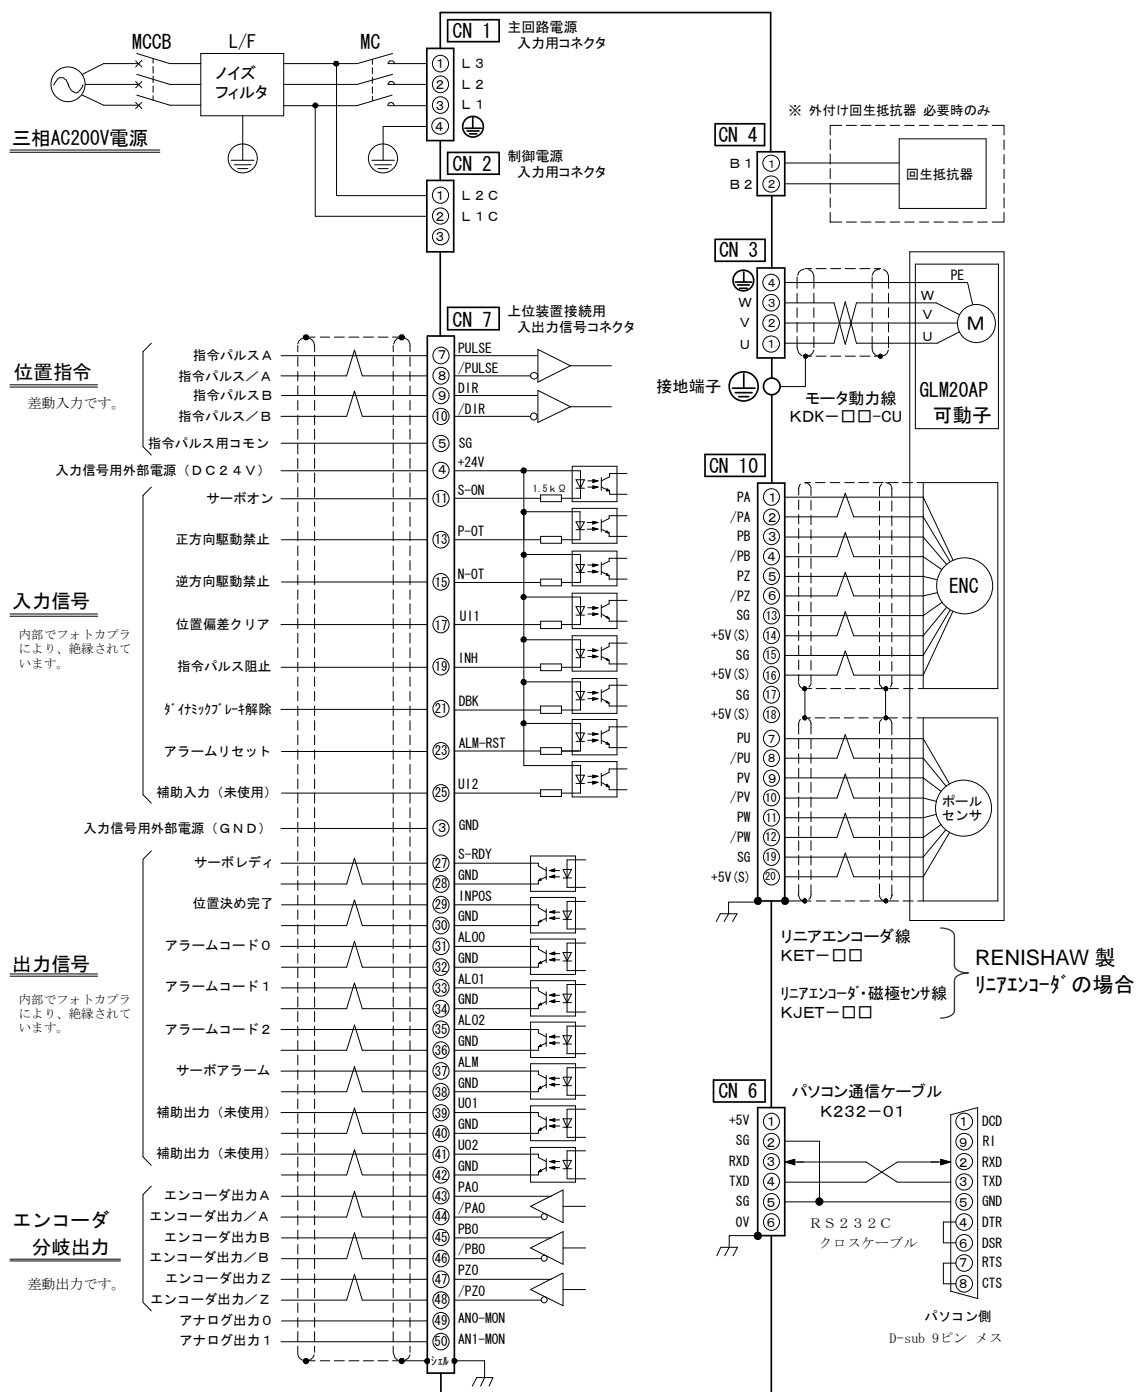 CN 1 主回路電源
入力用コネクタ
MCCB L/F MC
ノイズ
フィルタ
① L3
② L2
③ L1
④
三相AC200V電源
CN 2 制御電源
入力用コネクタ
① L2C
② L1C
③
※ 外付け回生抵抗器 必要時のみ
CN 4
B1 ①
B2 ②
回生抵抗器
CN 3
④ PE
W ③ W
V ② V
U ① U
M
接地端子
モータ動力線
KDK-□□-CU
GLM20AP
可動子
CN 7 上位装置接続用
入出力信号コネクタ
位置指令
差動入力です。
指令パルスA ⑦ PULSE
指令パルス/A ⑧ /PULSE
指令パルスB ⑨ DIR
指令パルス/B ⑩ /DIR
指令パルス用コモン ⑤ SG
入力信号用外部電源(DC24V) ④ +24V
入力信号
内部でフォトカプラ
により、絶縁されて
います。
サーボオン ⑪ S-ON 1.5kΩ
正方向駆動禁止 ⑬ P-OT
逆方向駆動禁止 ⑮ N-OT
位置偏差クリア ⑰ UI1
指令パルス阻止 ⑲ INH
ダイナミックブレーキ解除 ㉑ DBK
アラームリセット ㉓ ALM-RST
補助入力(未使用) ㉕ UI2
入力信号用外部電源(GND) ③ GND
出力信号
内部でフォトカプラ
により、絶縁されて
います。
サーボレディ ㉗ S-RDY
㉘ GND
位置決め完了 ㉙ INPOS
㉚ GND
アラームコード0 ㉛ ALO0
㉜ GND
アラームコード1 ㉝ ALO1
㉞ GND
アラームコード2 ㉟ ALO2
㊱ GND
サーボアラーム ㊲ ALM
㊳ GND
補助出力(未使用) ㊴ UO1
㊵ GND
補助出力(未使用) ㊶ UO2
㊷ GND
エンコーダ
分岐出力
差動出力です。
エンコーダ出力A ㊸ PAO
エンコーダ出力/A ㊹ /PAO
エンコーダ出力B ㊺ PBO
エンコーダ出力/B ㊻ /PBO
エンコーダ出力Z ㊼ PZO
エンコーダ出力/Z ㊽ /PZO
アナログ出力0 ㊾ AN0-MON
アナログ出力1 ㊿ AN1-MON
シェル
CN 10
PA ①
/PA ②
PB ③
/PB ④
PZ ⑤
/PZ ⑥
SG ⑬
+5V(S) ⑭
SG ⑮
+5V(S) ⑯
SG ⑰
+5V(S) ⑱
ENC
PU ⑦
/PU ⑧
PV ⑨
/PV ⑩
PW ⑪
/PW ⑫
SG ⑲
+5V(S) ⑳
ポール
センサ
リニアエンコーダ線
KET-□□
リニアエンコーダ・磁極センサ線
KJET-□□
RENISHAW 製
リニアエンコーダの場合
CN 6 パソコン通信ケーブル
K232-01
+5V ①
SG ②
RXD ③
TXD ④
SG ⑤
0V ⑥
RS232C
クロスケーブル
① DCD
⑨ RI
② RXD
③ TXD
⑤ GND
④ DTR
⑥ DSR
⑦ RTS
⑧ CTS
パソコン側
D-sub 9ピン メス